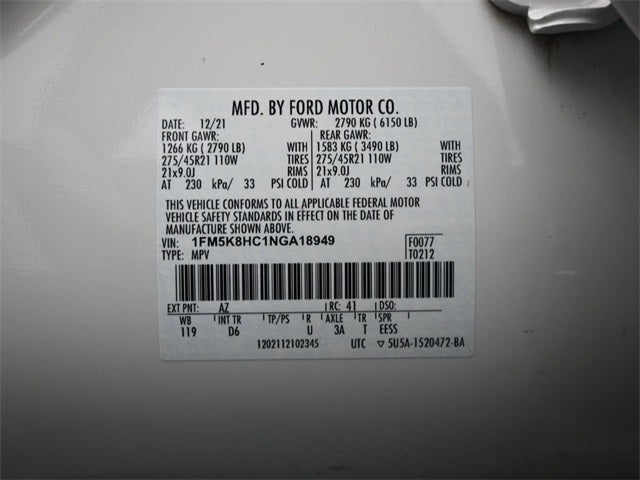 MFD. BY FORD MOTOR CO.
DATE: 12/21 GVWR: 2790 KG ( 6150 LB)
FRONT GAWR: REAR GAWR:
1266 KG ( 2790 LB) WITH 1583 KG ( 3490 LB) WITH
275/45R21 110W TIRES 275/45R21 110W TIRES
21x9.0J RIMS 21x9.0J RIMS
AT 230 kPa/ 33 PSI COLD AT 230 kPa/ 33 PSI COLD
THIS VEHICLE CONFORMS TO ALL APPLICABLE FEDERAL MOTOR
VEHICLE SAFETY STANDARDS IN EFFECT ON THE DATE OF
MANUFACTURE SHOWN ABOVE.
VIN: 1FM5K8HC1NGA18949 F0077
TYPE: MPV T0212
EXT PNT: AZ RC: 41 DSO:
WB INT TR TP/PS R AXLE TR SPR
119 D6 U 3A T EESS
1202112102345 UTC ▽ 5U5A-1520472-BA